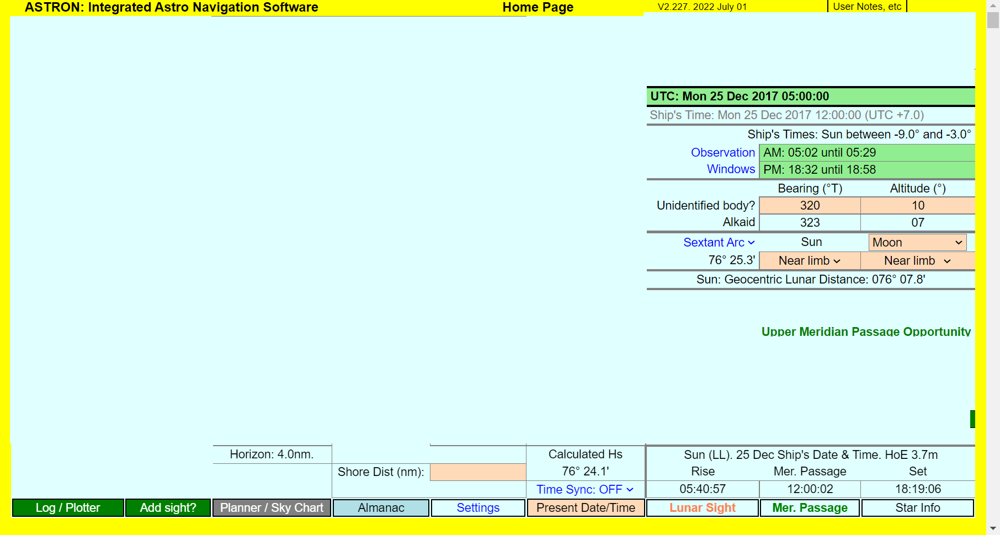 ASTRON: Integrated Astro Navigation Software Home Page V2.227. 2022 July 01 User Notes, etc
UTC: Mon 25 Dec 2017 05:00:00
Ship's Time: Mon 25 Dec 2017 12:00:00 (UTC +7.0)
Ship's Times: Sun between -9.0° and -3.0°
Observation AM: 05:02 until 05:29
Windows PM: 18:32 until 18:58
Bearing (°T) Altitude (°)
Unidentified body? 320 10
Alkaid 323 07
Sextant Arc Sun Moon
76° 25.3' Near limb Near limb
Sun: Geocentric Lunar Distance: 076° 07.8'
Upper Meridian Passage Opportunity
Horizon: 4.0nm. Calculated Hs Sun (LL). 25 Dec Ship's Date & Time. HoE 3.7m
Shore Dist (nm): 76° 24.1' Rise Mer. Passage Set
Time Sync: OFF 05:40:57 12:00:02 18:19:06
Log / Plotter Add sight? Planner / Sky Chart Almanac Settings Present Date/Time Lunar Sight Mer. Passage Star Info